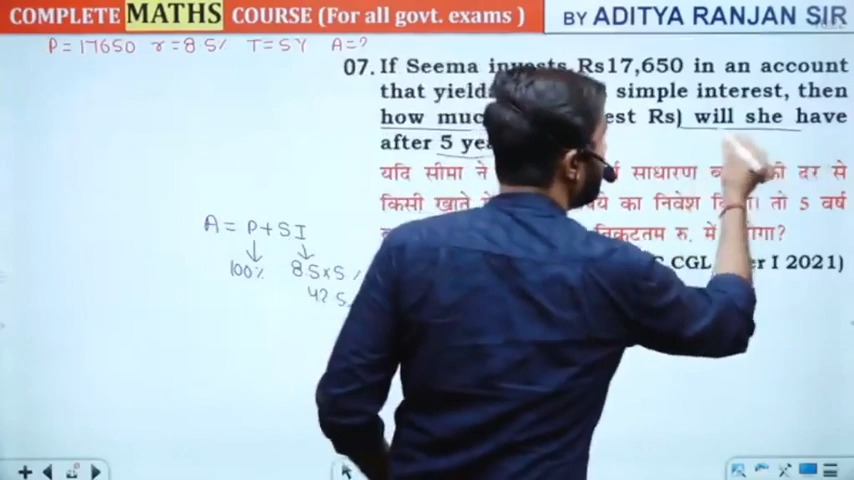 COMPLETE MATHS COURSE (For all govt. exams)
BY ADITYA RANJAN SIR
P = 17650 r = 8.5% T = 5Y A = ?
07. If Seema invests Rs17,650 in an account
that simple interest, then
how Rs) will she have
after 5
यदि सीमा ने साधारण दर से
किसी का निवेश तो 5 वर्ष
निकटतम रु. में
A = P + SI
100% 8.5×5
42.5
CGL I 2021)